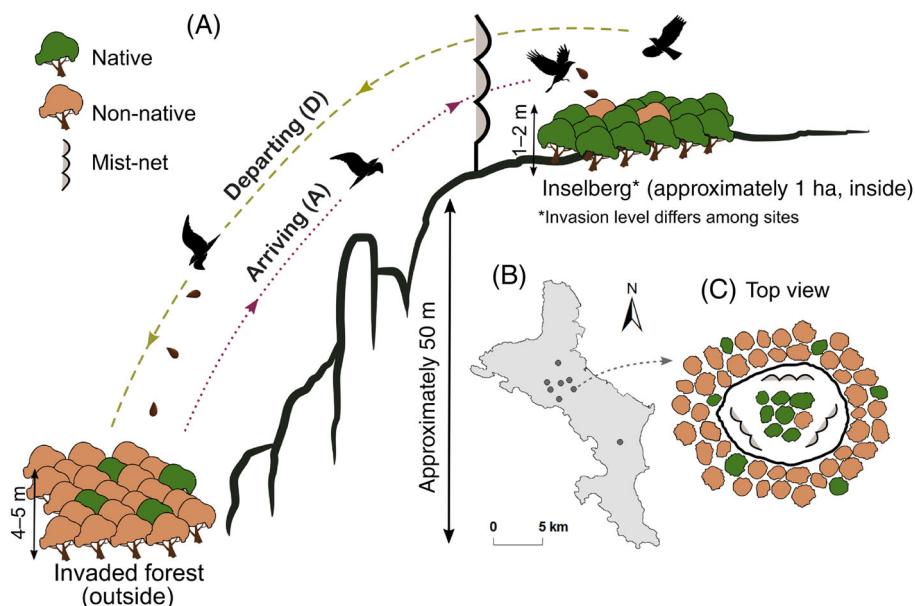 (A)
Native
Non-native
Mist-net
Departing (D)
Arriving (A)
1–2 m
Inselberg* (approximately 1 ha, inside)
*Invasion level differs among sites
Approximately 50 m
4–5 m
Invaded forest
(outside)
(B)
N
0 5 km
(C) Top view